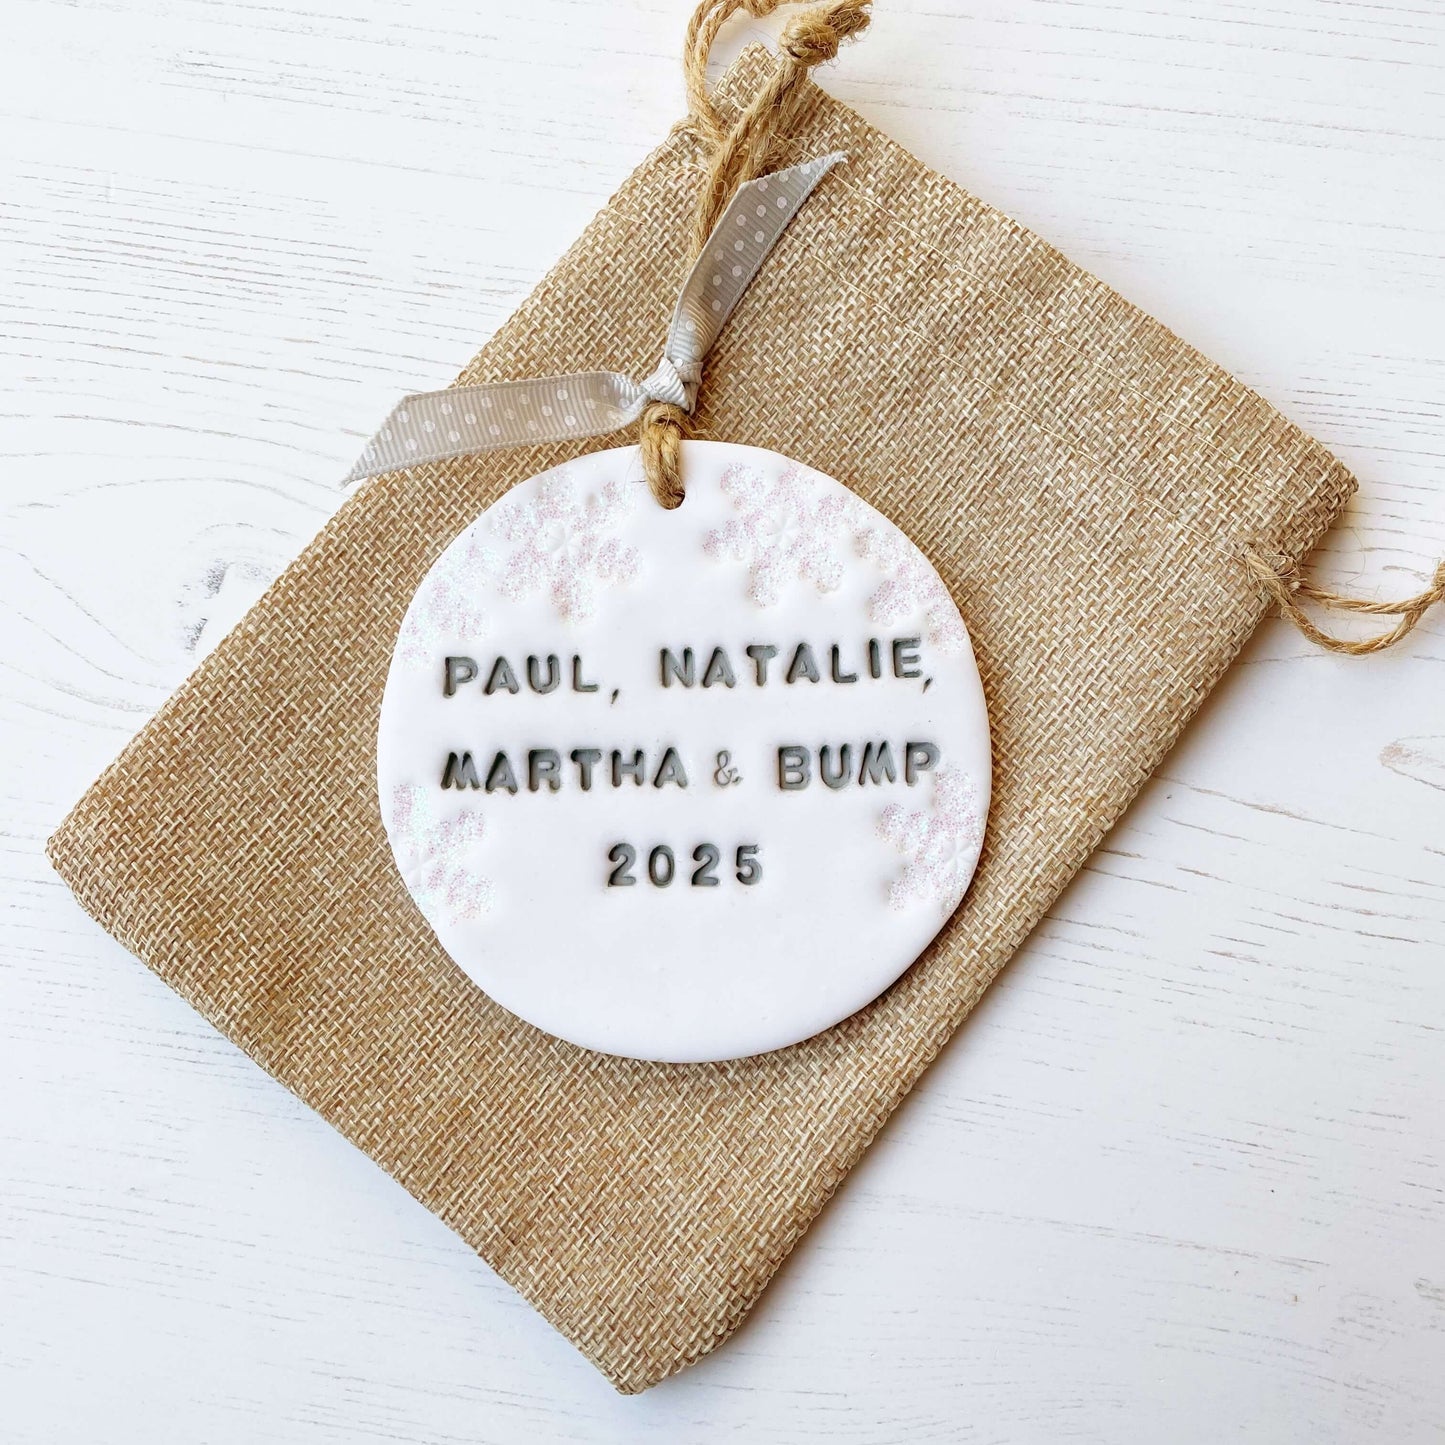 PAUL, NATALIE,
MARTHA & BUMP
2025